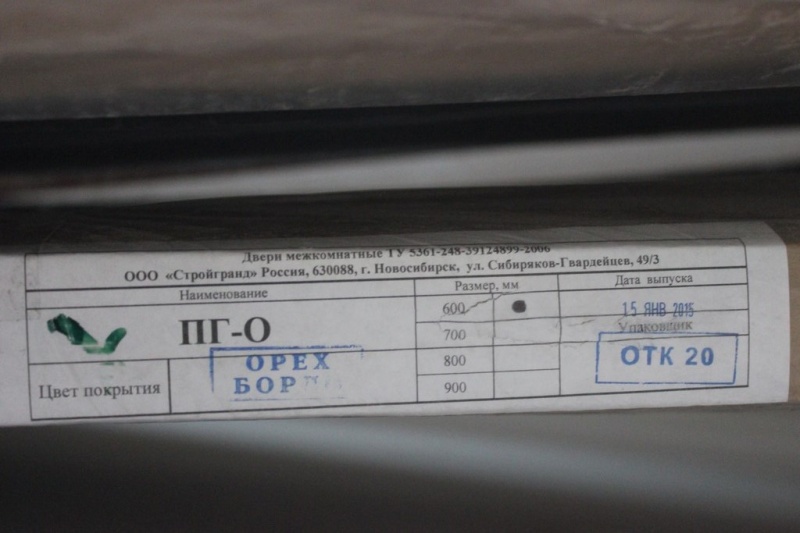 Двери межкомнатные ТУ 5361-248-39124899-2006
ООО «Стройгранд» Россия, 630088, г. Новосибирск, ул. Сибиряков-Гвардейцев, 49/3
Наименование
Размер, мм
Дата выпуска
ПГ-О
600
15 ЯНВ 2015
700
Упаковщик
Цвет покрытия
ОРЕХ
БОР
800
ОТК 20
900